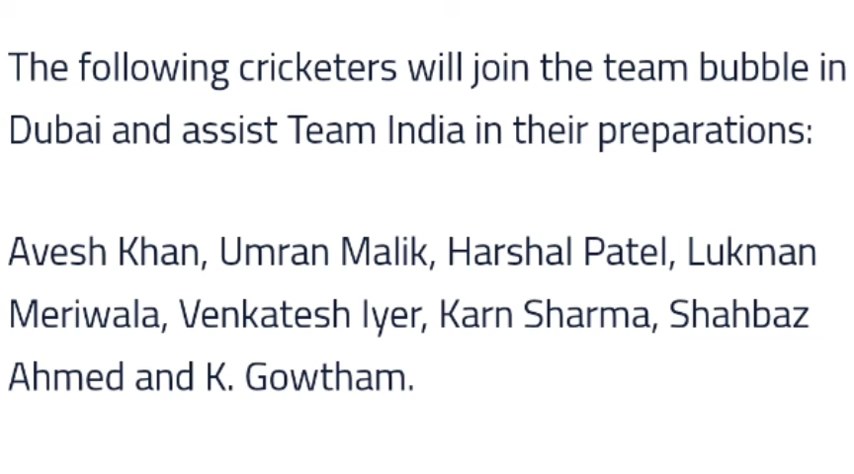 The following cricketers will join the team bubble in
Dubai and assist Team India in their preparations:
Avesh Khan, Umran Malik, Harshal Patel, Lukman
Meriwala, Venkatesh Iyer, Karn Sharma, Shahbaz
Ahmed and K. Gowtham.